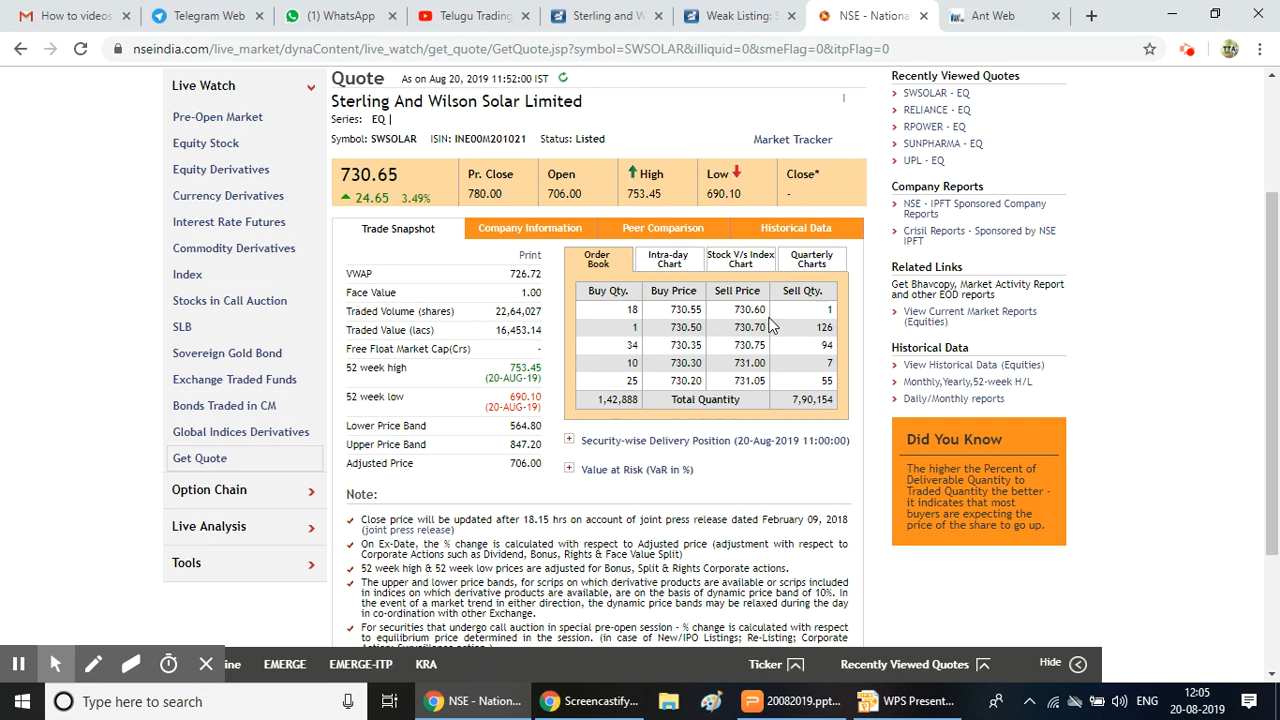 How to videos
Telegram Web
(1) WhatsApp
Telugu Trading
Sterling and W
Weak Listing: S
NSE - Nationa
Ant Web
nseindia.com/live_market/dynaContent/live_watch/get_quote/GetQuote.jsp?symbol=SWSOLAR&illiquid=0&smeFlag=0&itpFlag=0
Live Watch
Pre-Open Market
Equity Stock
Equity Derivatives
Currency Derivatives
Interest Rate Futures
Commodity Derivatives
Index
Stocks in Call Auction
SLB
Sovereign Gold Bond
Exchange Traded Funds
Bonds Traded in CM
Global Indices Derivatives
Get Quote
Option Chain
Live Analysis
Tools
Quote As on Aug 20, 2019 11:52:00 IST
Sterling And Wilson Solar Limited
Series: EQ |
Symbol: SWSOLAR ISIN: INE00M201021 Status: Listed
Market Tracker
730.65
24.65 3.49%
Pr. Close
780.00
Open
706.00
High
753.45
Low
690.10
Close*
-
Trade Snapshot
Company Information
Peer Comparison
Historical Data
Print
VWAP 726.72
Face Value 1.00
Traded Volume (shares) 22,64,027
Traded Value (lacs) 16,453.14
Free Float Market Cap(Crs) -
52 week high 753.45
(20-AUG-19)
52 week low 690.10
(20-AUG-19)
Lower Price Band 564.80
Upper Price Band 847.20
Adjusted Price 706.00
Order
Book
Intra-day
Chart
Stock V/s Index
Chart
Quarterly
Charts
Buy Qty. Buy Price Sell Price Sell Qty.
18 730.55 730.60 1
1 730.50 730.70 126
34 730.35 730.75 94
10 730.30 731.00 7
25 730.20 731.05 55
1,42,888 Total Quantity 7,90,154
Security-wise Delivery Position (20-Aug-2019 11:00:00)
Value at Risk (VaR in %)
Note:
Close price will be updated after 18.15 hrs on account of joint press release dated February 09, 2018
(joint press release)
On Ex-Date, the % change is calculated with respect to Adjusted price (adjustment with respect to
Corporate Actions such as Dividend, Bonus, Rights & Face Value Split)
52 week high & 52 week low prices are adjusted for Bonus, Split & Rights Corporate actions.
The upper and lower price bands, for scrips on which derivative products are available or scrips included
in indices on which derivative products are available, are on the basis of dynamic price band of 10%. In
the event of a market trend in either direction, the dynamic price bands may be relaxed during the day
in co-ordination with other Exchange.
For securities that undergo call auction in special pre-open session - % change is calculated with respect
to equilibrium price determined in the session. (in case of New/IPO Listings; Re-Listing; Corporate
Recently Viewed Quotes
SWSOLAR - EQ
RELIANCE - EQ
RPOWER - EQ
SUNPHARMA - EQ
UPL - EQ
Company Reports
NSE - IPFT Sponsored Company
Reports
Crisil Reports - Sponsored by NSE
IPFT
Related Links
Get Bhavcopy, Market Activity Report
and other EOD reports
View Current Market Reports
(Equities)
Historical Data
View Historical Data (Equities)
Monthly,Yearly,52-week H/L
Daily/Monthly reports
Did You Know
The higher the Percent of
Deliverable Quantity to
Traded Quantity the better -
it indicates that most
buyers are expecting the
price of the share to go up.
ine
EMERGE
EMERGE-ITP
KRA
Ticker
Recently Viewed Quotes
Hide
Type here to search
NSE - Nation...
Screencastify...
20082019.ppt...
WPS Present...
ENG
12:05
20-08-2019